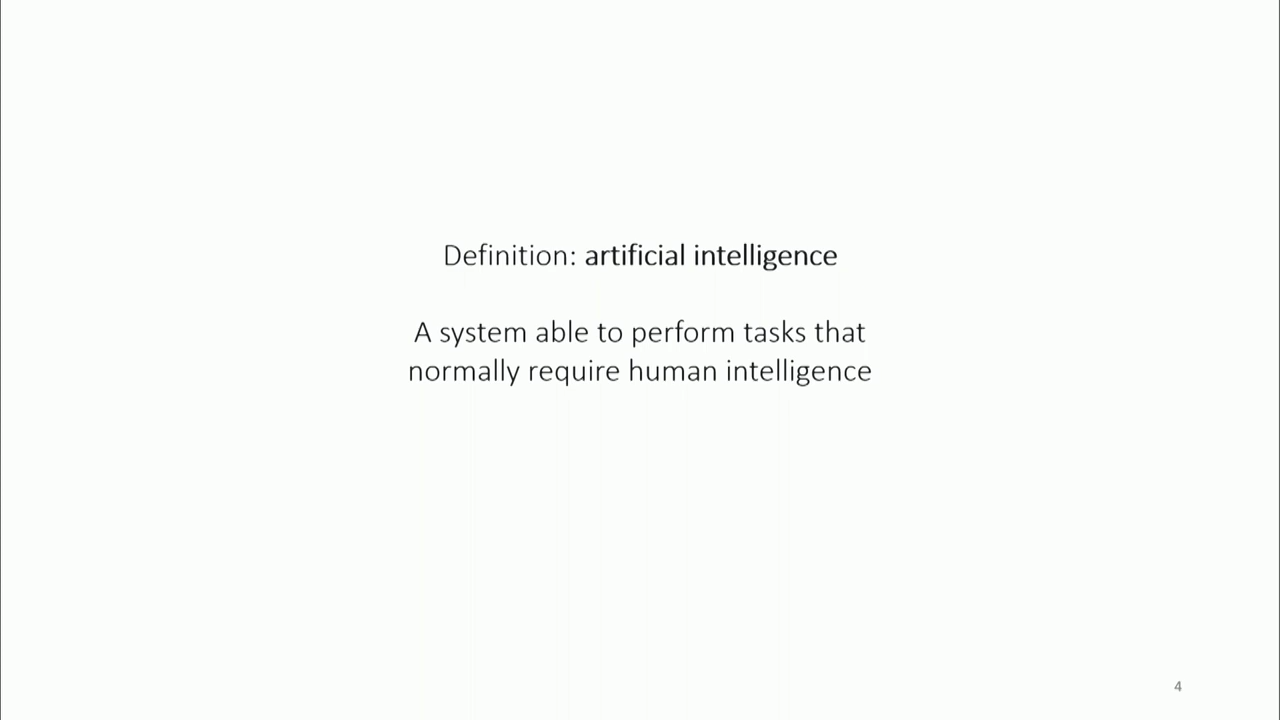 Definition: artificial intelligence
A system able to perform tasks that
normally require human intelligence
4